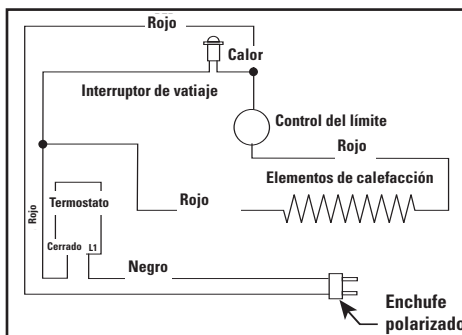 Rojo
Calor
Interruptor de vatiaje
Control del límite
Rojo
Elementos de calefacción
Rojo
Rojo
Termostato
Cerrado L1
Negro
Enchufe
polarizado